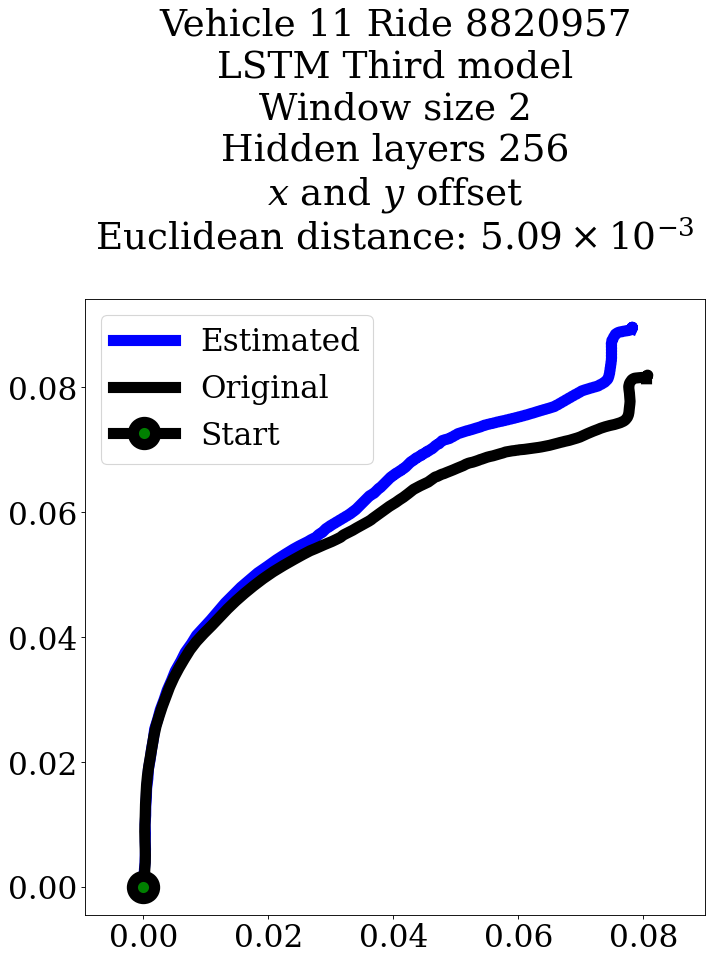 Vehicle 11 Ride 8820957
LSTM Third model
Window size 2
Hidden layers 256
x and y offset
Euclidean distance: 5.09 × 10⁻³
Estimated
Original
Start
0.08
0.06
0.04
0.02
0.00
0.00 0.02 0.04 0.06 0.08